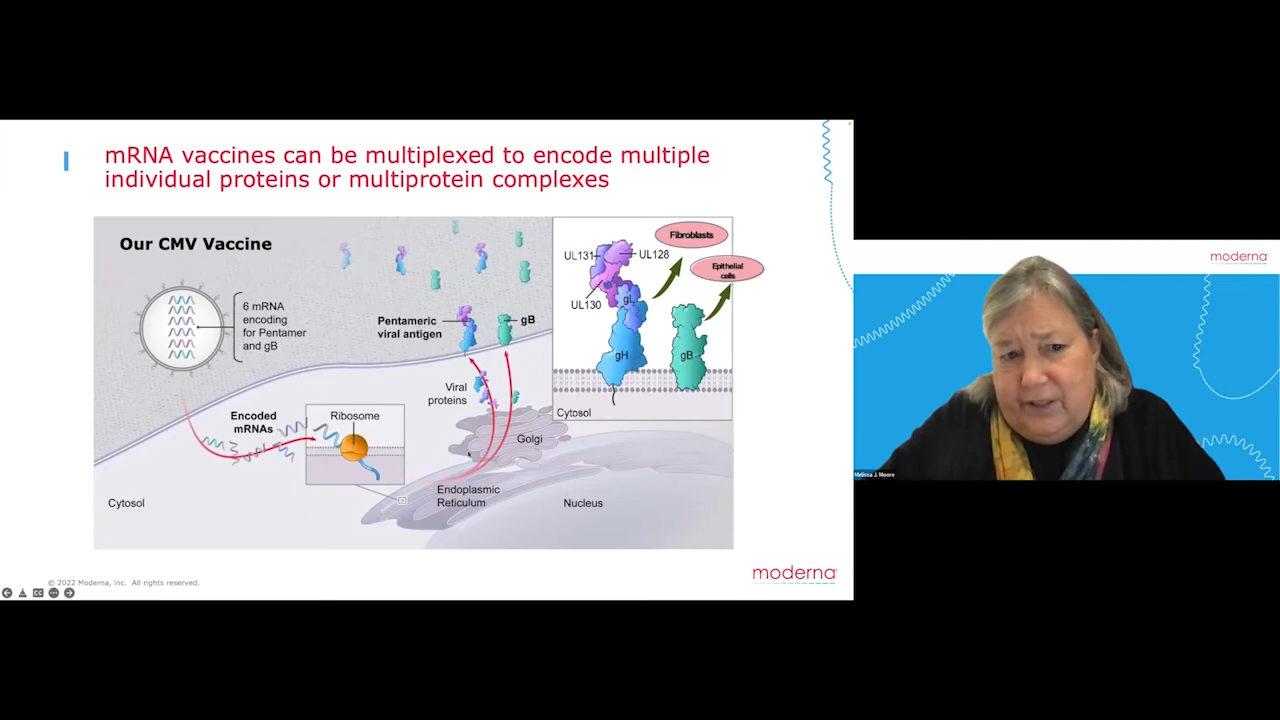 mRNA vaccines can be multiplexed to encode multiple
individual proteins or multiprotein complexes
Our CMV Vaccine
6 mRNA
encoding
for Pentamer
and gB
Pentameric
viral antigen
gB
Viral
proteins
Encoded
mRNAs
Ribosome
Golgi
Endoplasmic
Reticulum
Nucleus
Cytosol
Fibroblasts
Epithelial
cells
UL131
UL128
UL130
gL
gH
gB
Cytosol
© 2022 Moderna, inc. All rights reserved.
moderna
CC
moderna
Melissa J. Moore